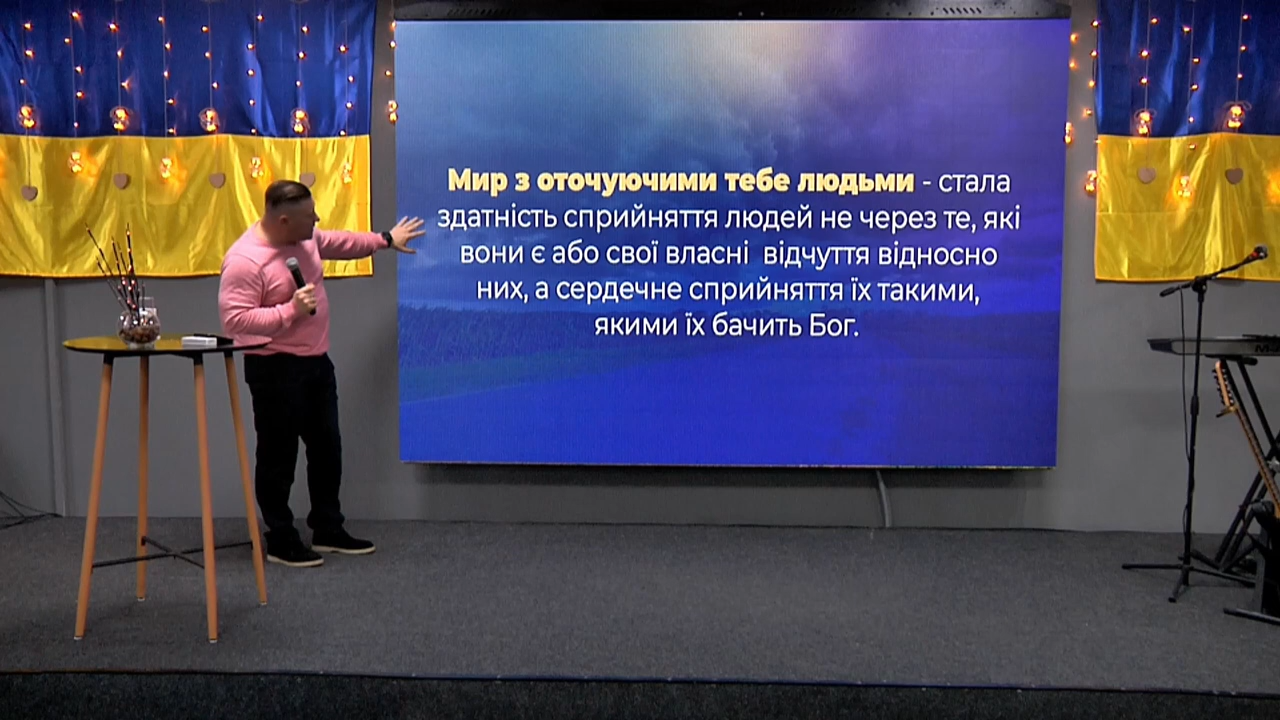 Мир з оточуючими тебе людьми - стала
здатність сприйняття людей не через те, які
вони є або свої власні відчуття відносно
них, а сердечне сприйняття їх такими,
якими їх бачить Бог.